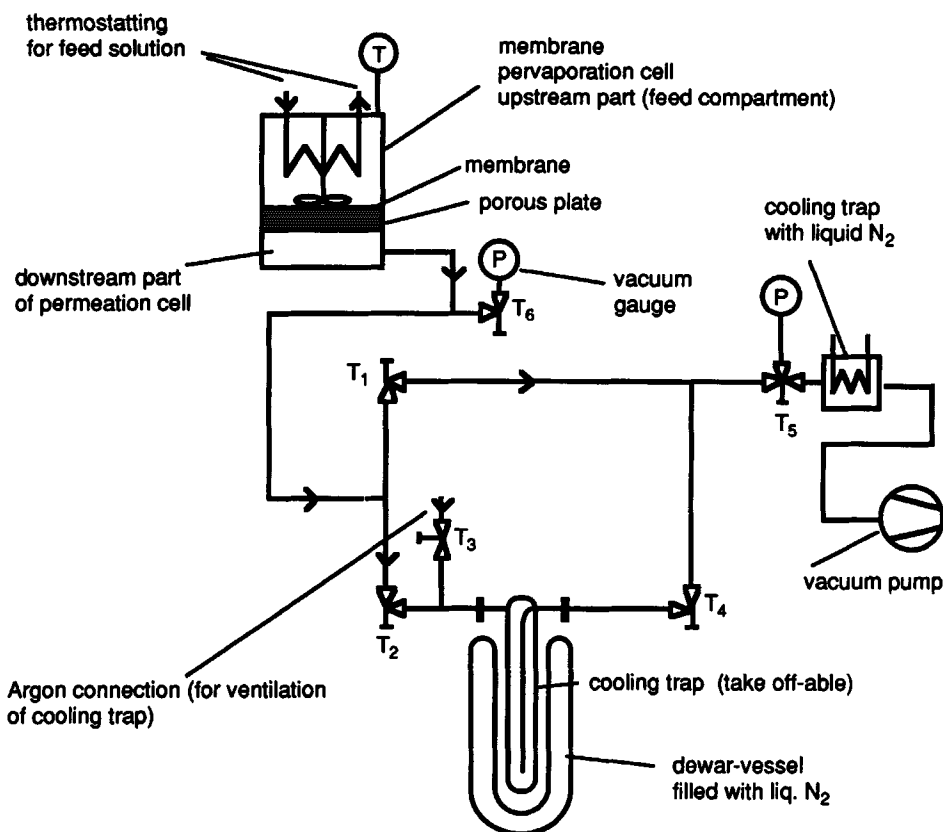 thermostatting
for feed solution
T
membrane
pervaporation cell
upstream part (feed compartment)
membrane
porous plate
cooling trap
with liquid N₂
downstream part
of permeation cell
P
vacuum
gauge
P
T₆
T₁
T₅
T₃
vacuum pump
T₂
T₄
Argon connection (for ventilation
of cooling trap)
cooling trap (take off-able)
dewar-vessel
filled with liq. N₂